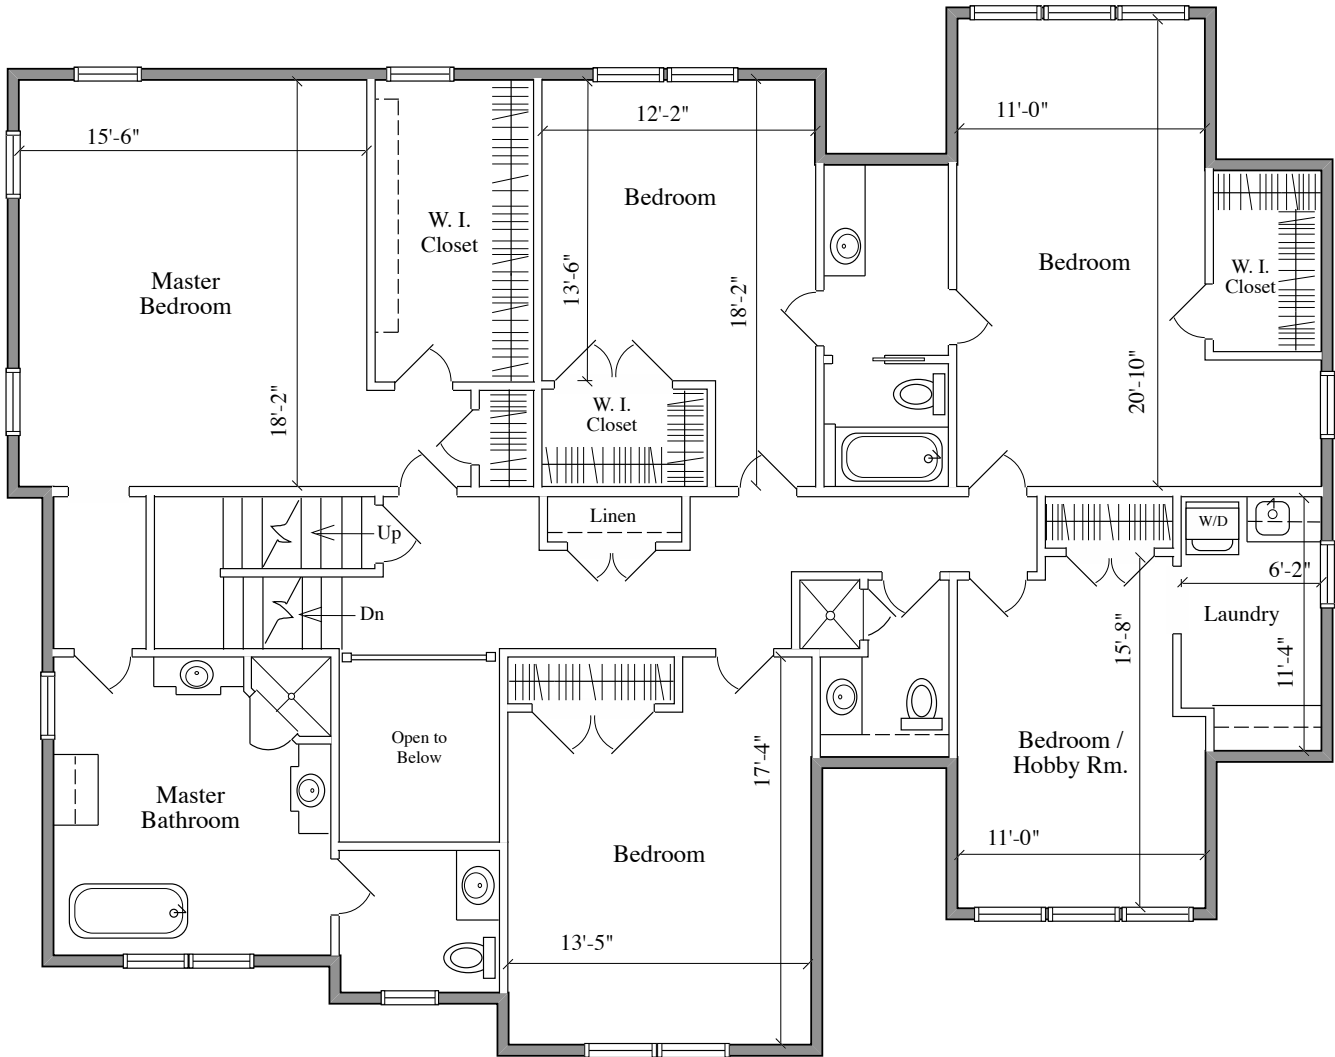 11'-0"
15'-6"
12'-2"
Bedroom
W. I.
Closet
Master
Bedroom
13'-6"
18'-2"
Bedroom
W. I.
Closet
18'-2"
W. I.
Closet
20'-10"
Linen
W/D
Up
6'-2"
Dn
Laundry
15'-8"
11'-4"
Open to
Below
17'-4"
Bedroom /
Hobby Rm.
Master
Bathroom
11'-0"
Bedroom
13'-5"